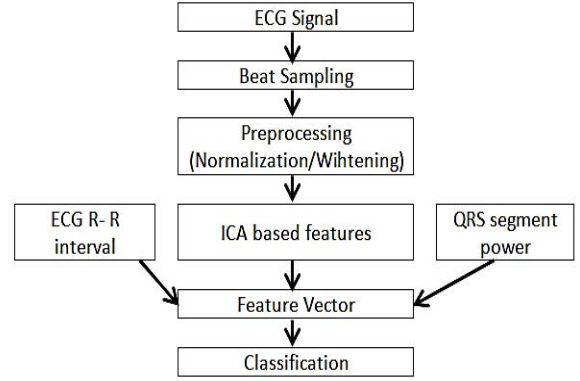 ECG Signal
Beat Sampling
Preprocessing
(Normalization/Wihtening)
ECG R- R
interval
ICA based features
QRS segment
power
Feature Vector
Classification